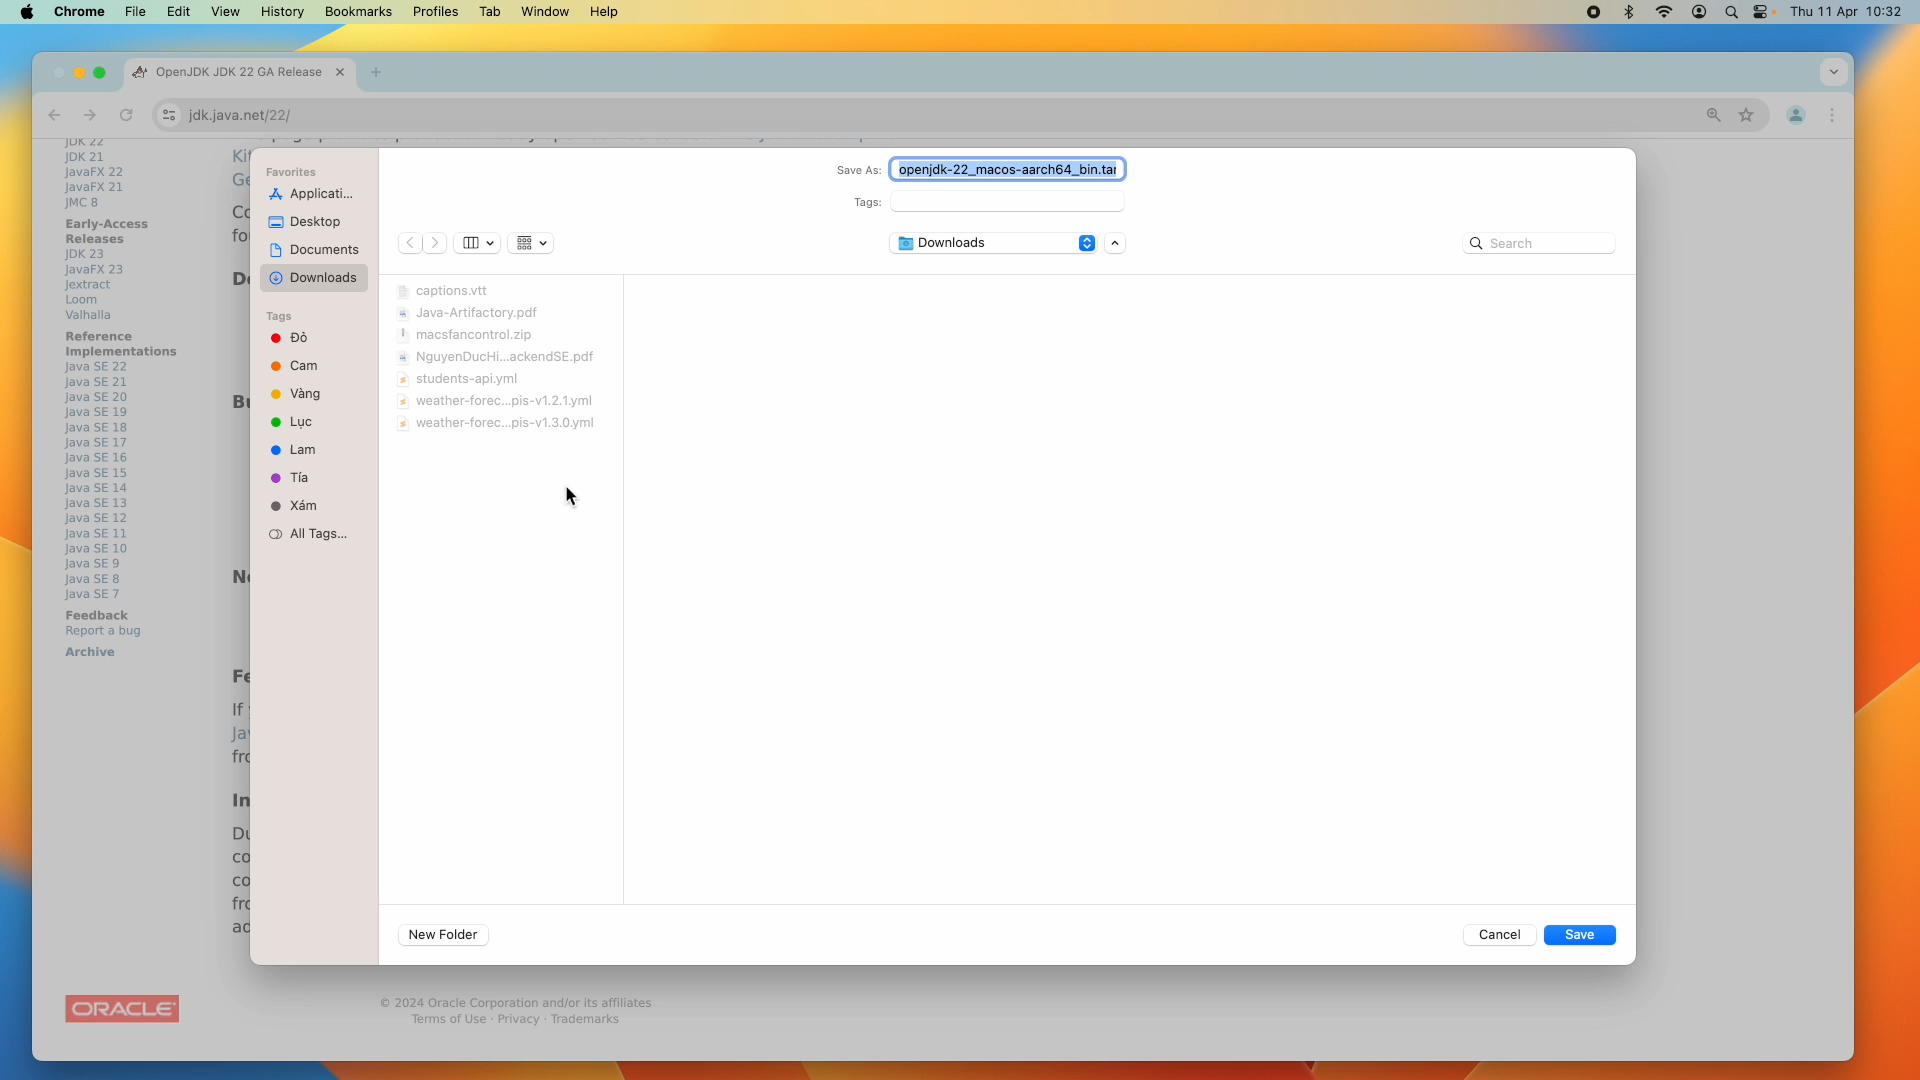 Chrome File Edit View History Bookmarks Profiles Tab Window Help Thu 11 Apr 10:32
OpenJDK JDK 22 GA Release
jdk.java.net/22/
JDK 22
JDK 21
JavaFX 22
JavaFX 21
JMC 8
Early-Access
Releases
JDK 23
JavaFX 23
Jextract
Loom
Valhalla
Reference
Implementations
Java SE 22
Java SE 21
Java SE 20
Java SE 19
Java SE 18
Java SE 17
Java SE 16
Java SE 15
Java SE 14
Java SE 13
Java SE 12
Java SE 11
Java SE 10
Java SE 9
Java SE 8
Java SE 7
Feedback
Report a bug
Archive
Favorites
Applicati...
Desktop
Documents
Downloads
Tags
Đỏ
Cam
Vàng
Lục
Lam
Tía
Xám
All Tags...
Save As: openjdk-22_macos-aarch64_bin.tar
Tags:
Downloads
Search
captions.vtt
Java-Artifactory.pdf
macsfancontrol.zip
NguyenDucHi...ackendSE.pdf
students-api.yml
weather-forec...pis-v1.2.1.yml
weather-forec...pis-v1.3.0.yml
New Folder Cancel Save
ORACLE
© 2024 Oracle Corporation and/or its affiliates
Terms of Use · Privacy · Trademarks